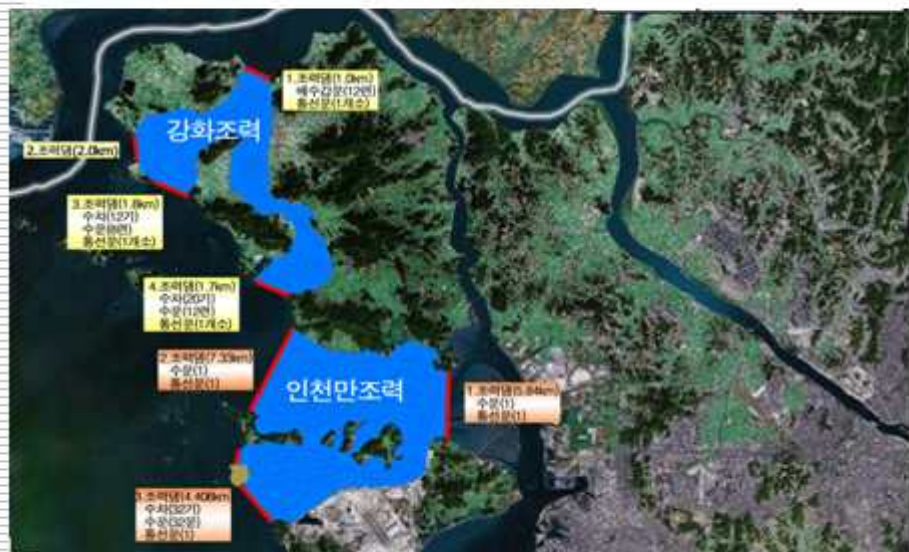 1.조력댐(1.0km)
배수갑문(12련)
통선문(1개소)
강화조력
2.조력댐(2.0km)
3.조력댐(1.8km)
수차(12기)
수문(8련)
통선문(1개소)
4.조력댐(1.7km)
수차(20기)
수문(12련)
통선문(1개소)
2.조력댐(7.33km)
수문(1)
통선문(1)
인천만조력
1.조력댐(5.84km)
수문(1)
통선문(1)
3.조력댐(4.408km
수차(32기)
수문(32문)
통선문(1)